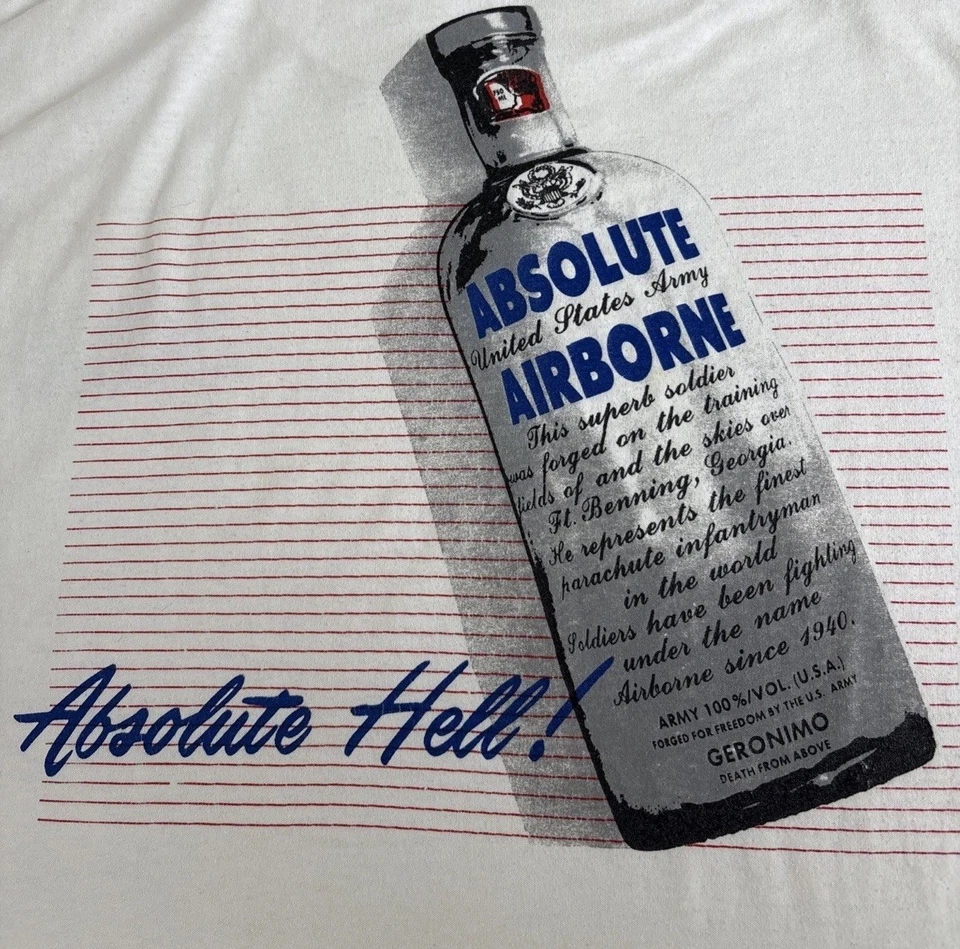 750
ML
ABSOLUTE
United States Army
AIRBORNE
This superb soldier
was forged on the training
fields of and the skies over
Ft. Benning, Georgia.
He represents the finest
parachute infantryman
in the world
Soldiers have been fighting
under the name
Airborne since 1940.
ARMY 100%/VOL. (U.S.A.)
FORGED FOR FREEDOM BY THE U.S. ARMY
GERONIMO
DEATH FROM ABOVE
Absolute Hell!